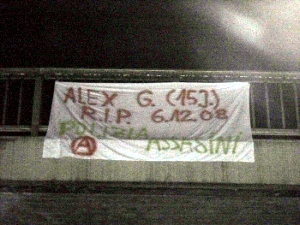 ALEX G. (15J.)
R.I.P. 6.12.08
POLIZIA ASSASINI
Ⓐ